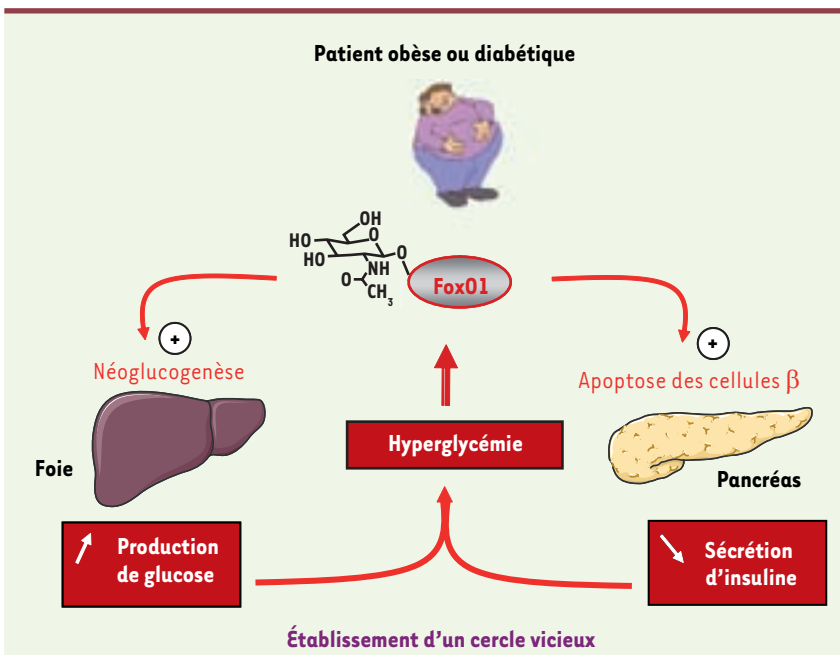 Patient obèse ou diabétique
OH
HO
O
HO
O
NH
O
CH3
FoxO1
+
Néoglucogenèse
+
Apoptose des cellules β
Foie
Hyperglycémie
Pancréas
Production
de glucose
Sécrétion
d’insuline
Établissement d’un cercle vicieux